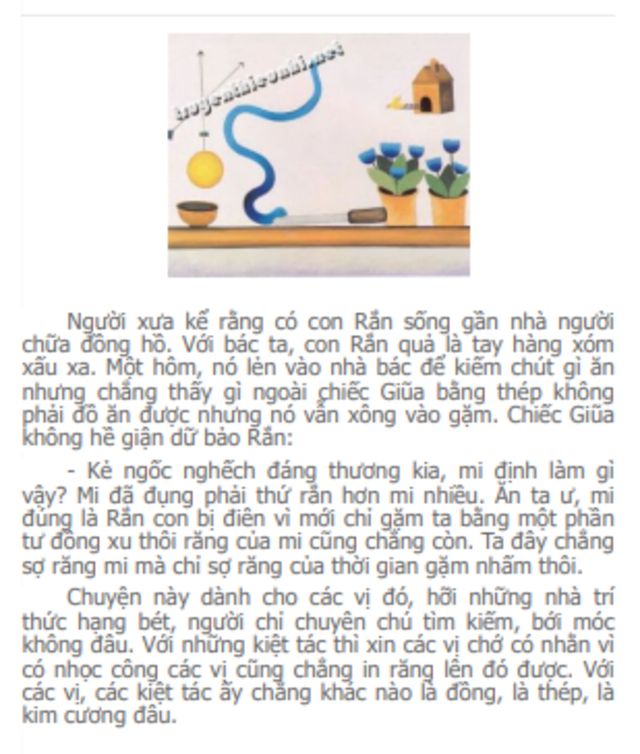 truyenthieunhi.net
Người xưa kể rằng có con Rắn sống gần nhà người
chữa đồng hồ. Với bác ta, con Rắn quả là tay hàng xóm
xấu xa. Một hôm, nó lẻn vào nhà bác để kiếm chút gì ăn
nhưng chẳng thấy gì ngoài chiếc Giũa bằng thép không
phải đồ ăn được nhưng nó vẫn xông vào gặm. Chiếc Giũa
không hề giận dữ bảo Rắn:
- Kẻ ngốc nghếch đáng thương kia, mi định làm gì
vậy? Mi đã đụng phải thứ rắn hơn mi nhiều. Ăn ta ư, mi
đúng là Rắn con bị điên vì mới chỉ gặm ta bằng một phần
tư đồng xu thôi răng của mi cũng chẳng còn. Ta đây chẳng
sợ răng mi mà chỉ sợ răng của thời gian gặm nhấm thôi.
Chuyện này dành cho các vị đó, hỡi những nhà trí
thức hạng bét, người chỉ chuyên chú tìm kiếm, bới móc
không đâu. Với những kiệt tác thì xin các vị chớ có nhằn vì
có nhọc công các vị cũng chẳng in răng lên đó được. Với
các vị, các kiệt tác ấy chẳng khác nào là đồng, là thép, là
kim cương đâu.